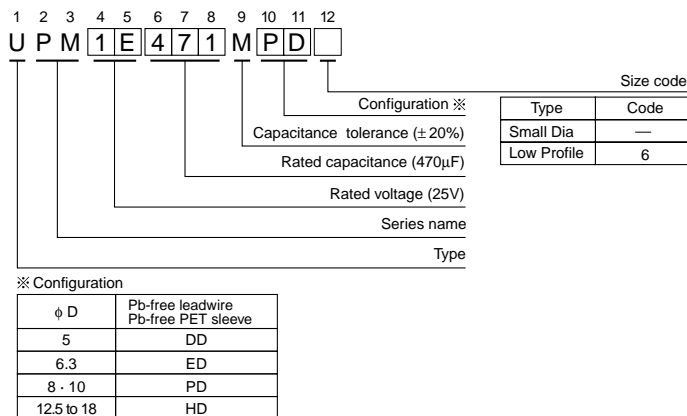 1 2 3 4 5 6 7 8 9 10 11 12
U P M 1 E 4 7 1 M P D
Size code
Configuration ※
Capacitance tolerance (±20%)
Rated capacitance (470μF)
Rated voltage (25V)
Series name
Type
Type Code
Small Dia —
Low Profile 6
※ Configuration
φ D Pb-free leadwire
Pb-free PET sleeve
5 DD
6.3 ED
8 · 10 PD
12.5 to 18 HD